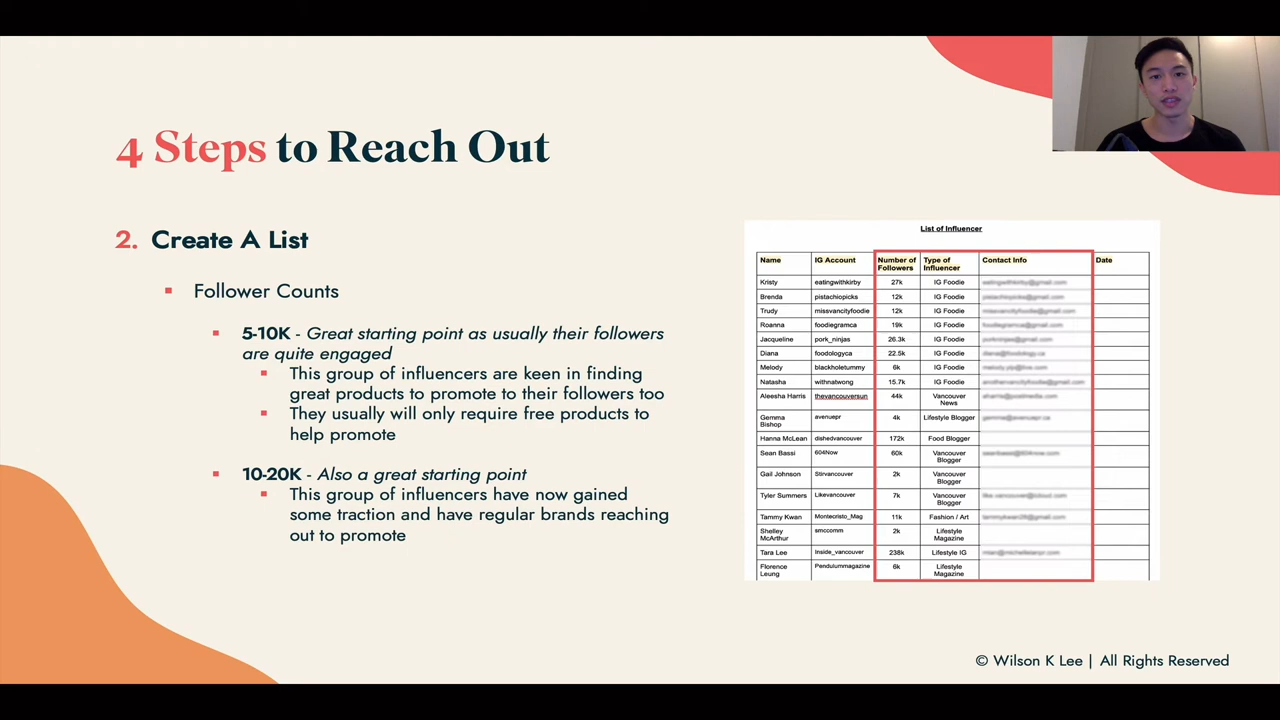 4 Steps to Reach Out
2. Create A List
Follower Counts
5-10K - Great starting point as usually their followers
are quite engaged
This group of influencers are keen in finding
great products to promote to their followers too
They usually will only require free products to
help promote
10-20K - Also a great starting point
This group of influencers have now gained
some traction and have regular brands reaching
out to promote
List of Influencer
Name IG Account Number of Followers Type of Influencer Contact Info Date
Kristy eatingwithkirby 27k IG Foodie
Brenda pistachiopicks 12k IG Foodie
Trudy missvancityfoodie 12k IG Foodie
Roanna foodiegramca 19k IG Foodie
Jacqueline pork_ninjas 26.3k IG Foodie
Diana foodologyca 22.5k IG Foodie
Melody blackholetummy 6k IG Foodie
Natasha withnatwong 15.7k IG Foodie
Aleesha Harris thevancouversun 44k Vancouver News
Gemma Bishop avenuepr 4k Lifestyle Blogger
Hanna McLean dishedvancouver 172k Food Blogger
Sean Bassi 604Now 60k Vancouver Blogger
Gail Johnson Stirvancouver 2k Vancouver Blogger
Tyler Summers Likevancouver 7k Vancouver Blogger
Tammy Kwan Montecristo_Mag 11k Fashion / Art
Shelley McArthur smccomm 2k Lifestyle Magazine
Tara Lee Inside_vancouver 238k Lifestyle IG
Florence Leung Pendulummagazine 6k Lifestyle Magazine
© Wilson K Lee | All Rights Reserved